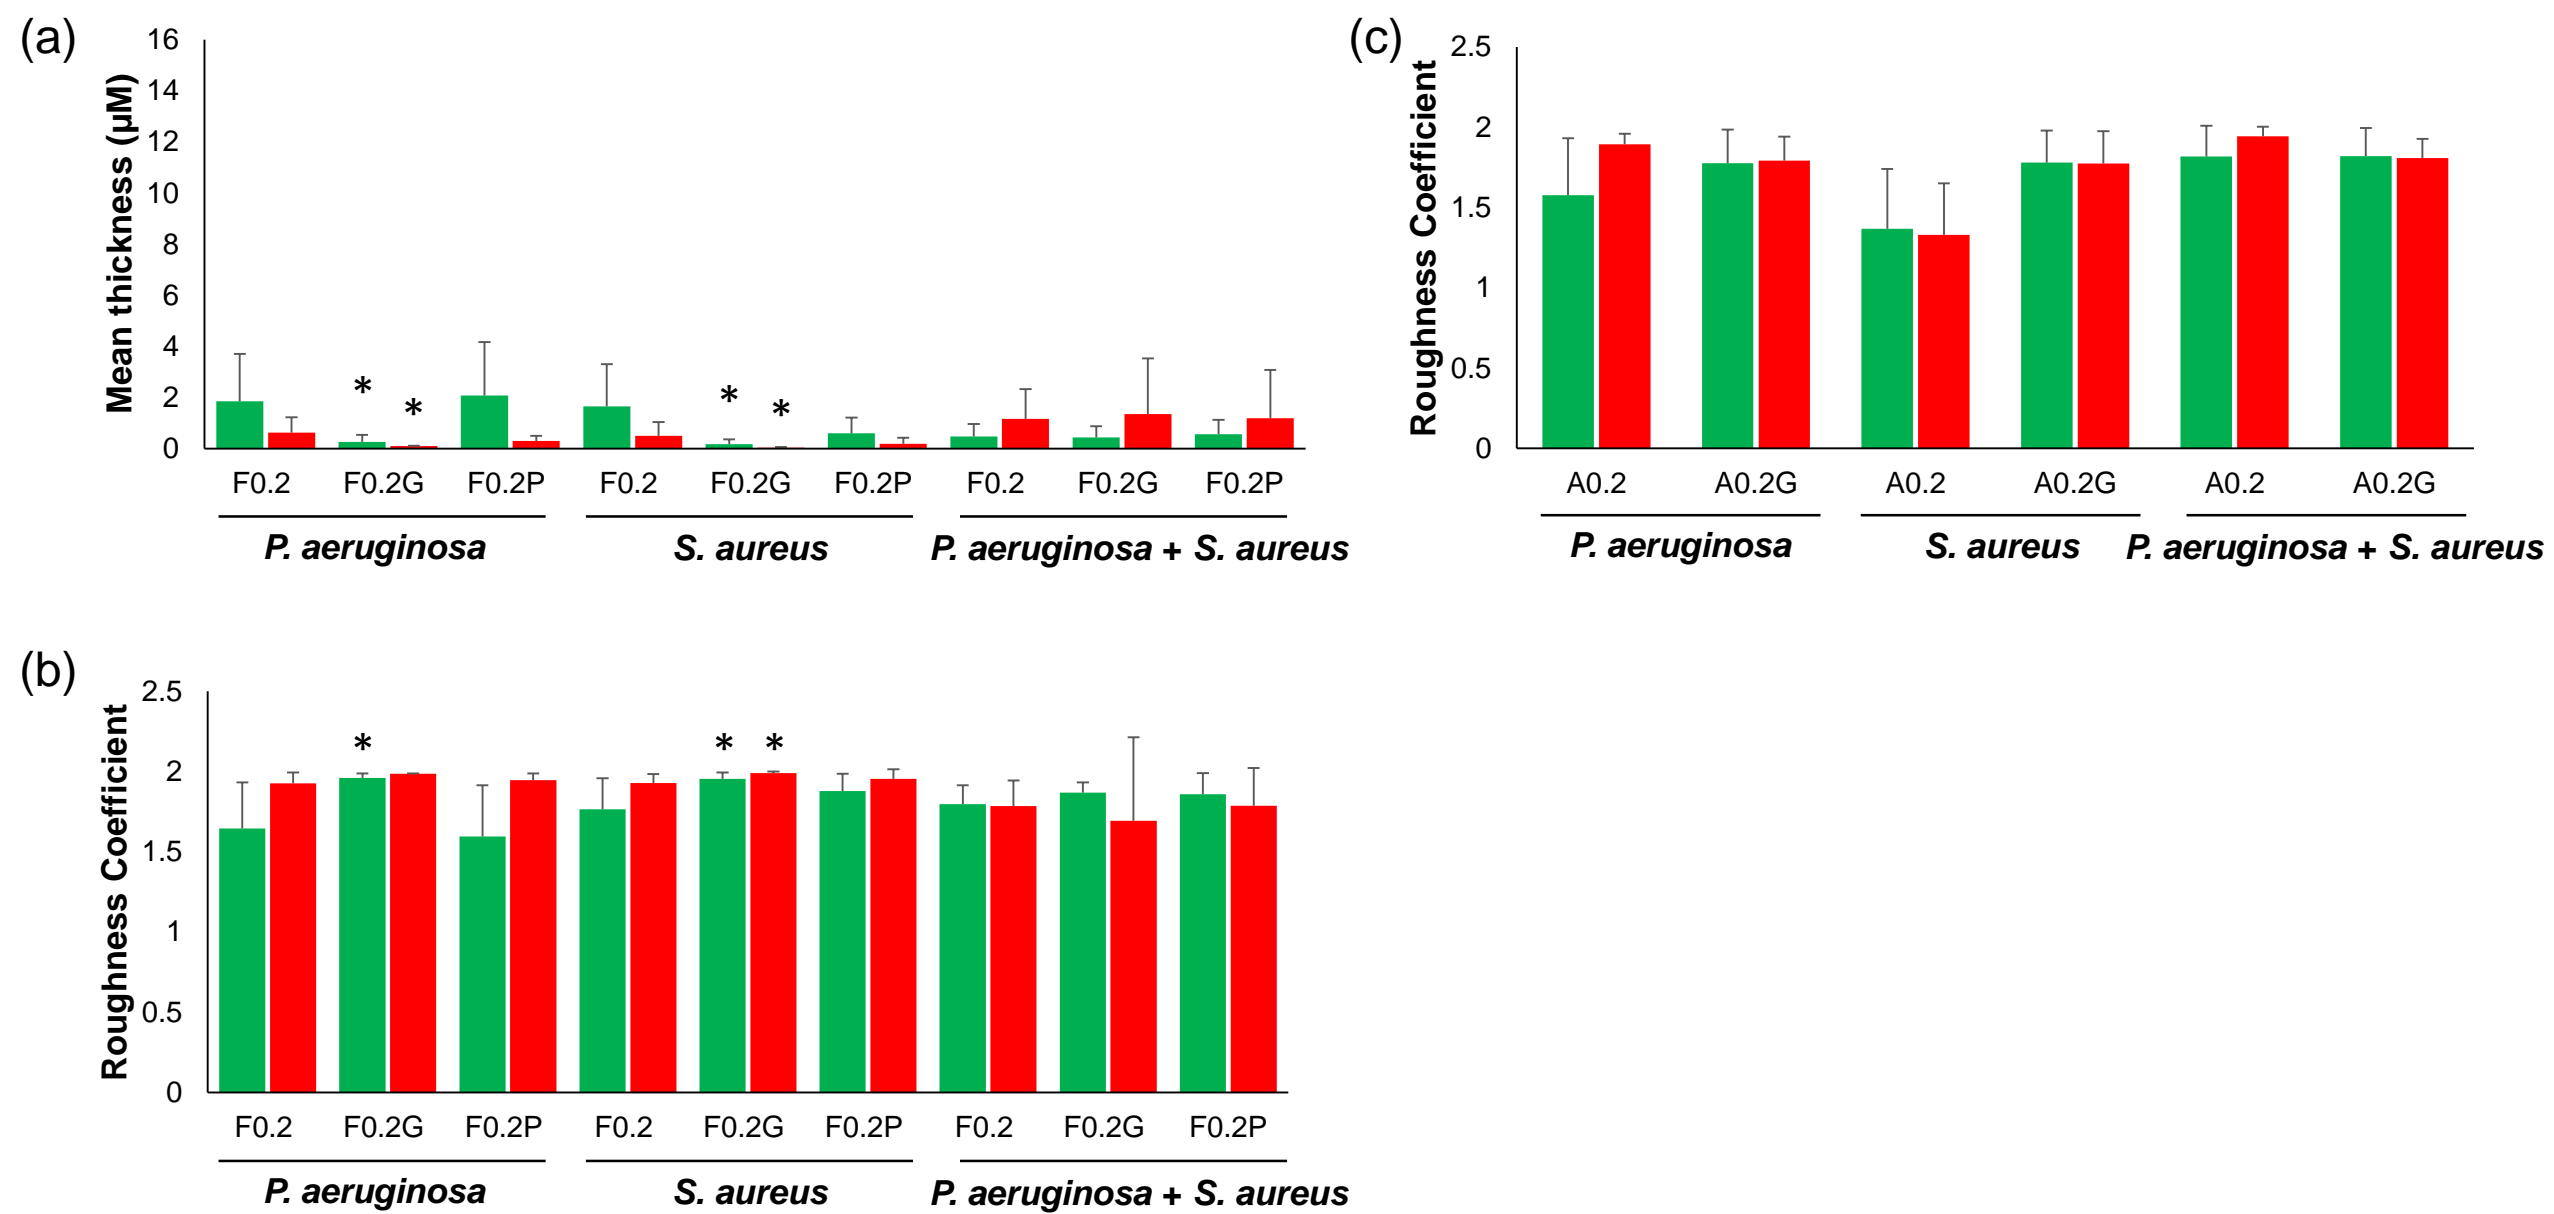 (a)
Mean thickness (µM)
16
14
12
10
8
6
4
2
0
* * * *
F0.2 F0.2G F0.2P F0.2 F0.2G F0.2P F0.2 F0.2G F0.2P
P. aeruginosa S. aureus P. aeruginosa + S. aureus
(c)
Roughness Coefficient
2.5
2
1.5
1
0.5
0
A0.2 A0.2G A0.2 A0.2G A0.2 A0.2G
P. aeruginosa S. aureus P. aeruginosa + S. aureus
(b)
Roughness Coefficient
2.5
2
1.5
1
0.5
0
* * *
F0.2 F0.2G F0.2P F0.2 F0.2G F0.2P F0.2 F0.2G F0.2P
P. aeruginosa S. aureus P. aeruginosa + S. aureus